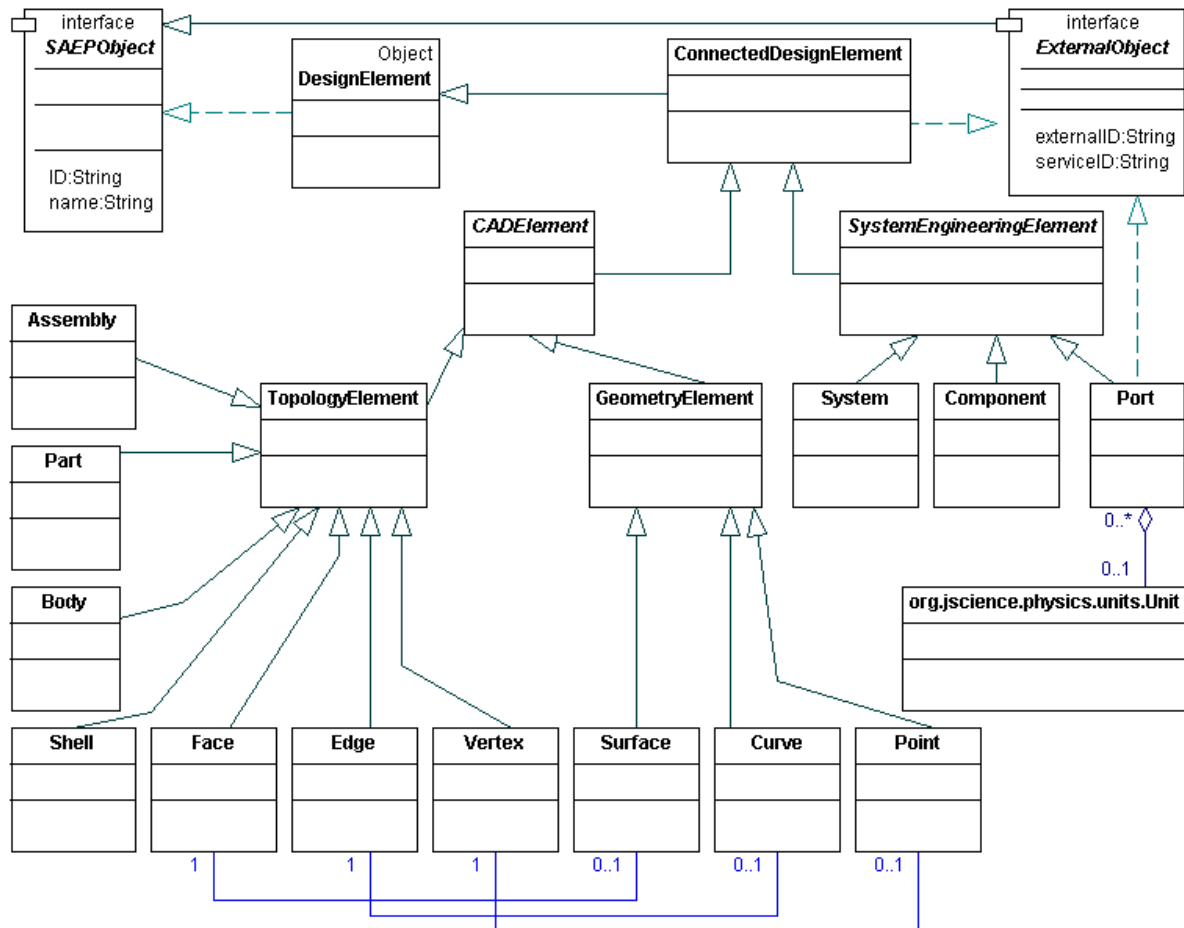 interface
SAEPObject
ID:String
name:String
Object
DesignElement
ConnectedDesignElement
interface
ExternalObject
externalID:String
serviceID:String
CADElement
SystemEngineeringElement
Assembly
TopologyElement
GeometryElement
System
Component
Port
Part
0..*
0..1
Body
org.jscience.physics.units.Unit
Shell
Face
Edge
Vertex
Surface
Curve
Point
1
1
1
0..1
0..1
0..1